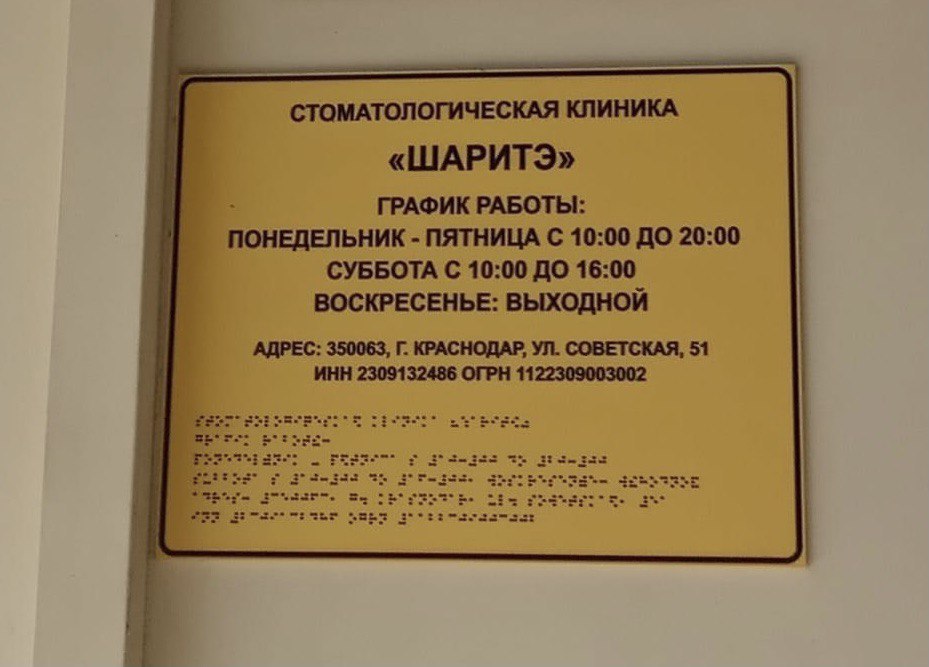 СТОМАТОЛОГИЧЕСКАЯ КЛИНИКА
«ШАРИТЭ»
ГРАФИК РАБОТЫ:
ПОНЕДЕЛЬНИК - ПЯТНИЦА С 10:00 ДО 20:00
СУББОТА С 10:00 ДО 16:00
ВОСКРЕСЕНЬЕ: ВЫХОДНОЙ
АДРЕС: 350063, Г. КРАСНОДАР, УЛ. СОВЕТСКАЯ, 51
ИНН 2309132486 ОГРН 1122309003002